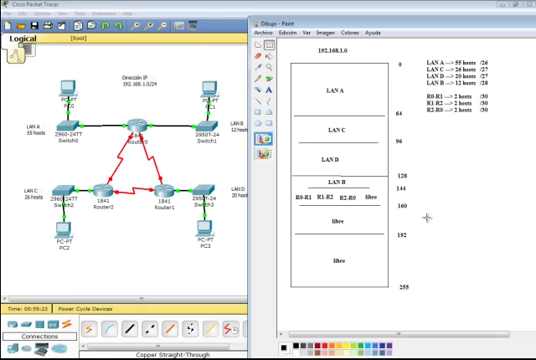 Cisco Packet Tracer
Logical
[Root]
Dirección IP
192.168.1.0/24
PC-PT
PC0
PC-PT
PC1
LAN A
55 hosts
2960-24TT
Switch0
Router0
2950T-24
Switch1
LAN B
12 hosts
LAN C
26 hosts
2960-24TT
1841
Router2
1841
Router1
2950T-24
LAN D
20 hosts
PC-PT
PC2
PC-PT
PC3
Time: 00:59:23
Power Cycle Devices
Connections
Copper Straight-Through
Dibujo - Paint
Archivo Edición Ver Imagen Colores Ayuda
192.168.1.0
0
LAN A
64
LAN C
96
LAN D
128
LAN B
144
R0-R1 R1-R2 R2-R0 libre
160
libre
192
libre
255
LAN A ---> 55 hosts /26
LAN C ---> 26 hosts /27
LAN D ---> 20 hosts /27
LAN B ---> 12 hosts /28
R0-R1 ---> 2 hosts /30
R1-R2 ---> 2 hosts /30
R2-R0 ---> 2 hosts /30